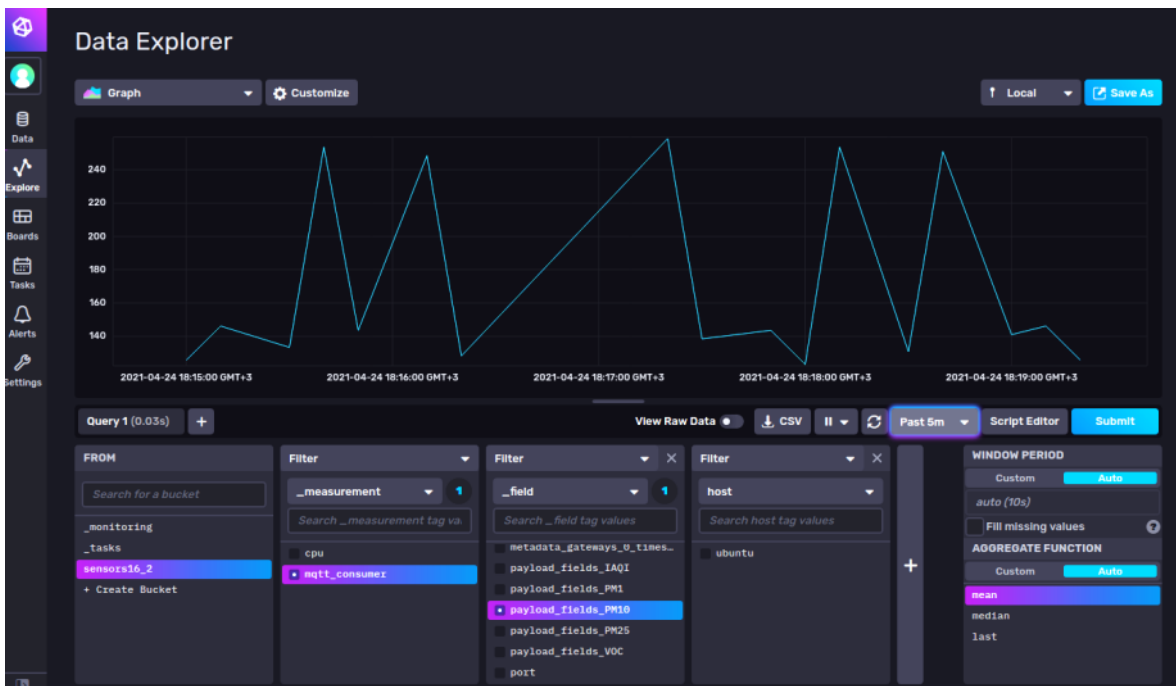 Data Explorer
Graph
Customize
Local
Save As
Data
Explore
Boards
Tasks
Alerts
Settings
240
220
200
180
160
140
2021-04-24 18:15:00 GMT+3
2021-04-24 18:16:00 GMT+3
2021-04-24 18:17:00 GMT+3
2021-04-24 18:18:00 GMT+3
2021-04-24 18:19:00 GMT+3
Query 1 (0.03s)
+
View Raw Data
CSV
Past 5m
Script Editor
Submit
FROM
Search for a bucket
_monitoring
_tasks
sensors16_2
+ Create Bucket
Filter
_measurement
1
Search _measurement tag va
cpu
mqtt_consumer
Filter
_field
1
Search _field tag values
metadata_gateways_0_times…
payload_fields_IAQI
payload_fields_PM1
payload_fields_PM10
payload_fields_PM25
payload_fields_VOC
port
Filter
host
Search host tag values
ubuntu
+
WINDOW PERIOD
Custom
Auto
auto (10s)
Fill missing values
?
AGGREGATE FUNCTION
Custom
Auto
mean
median
last